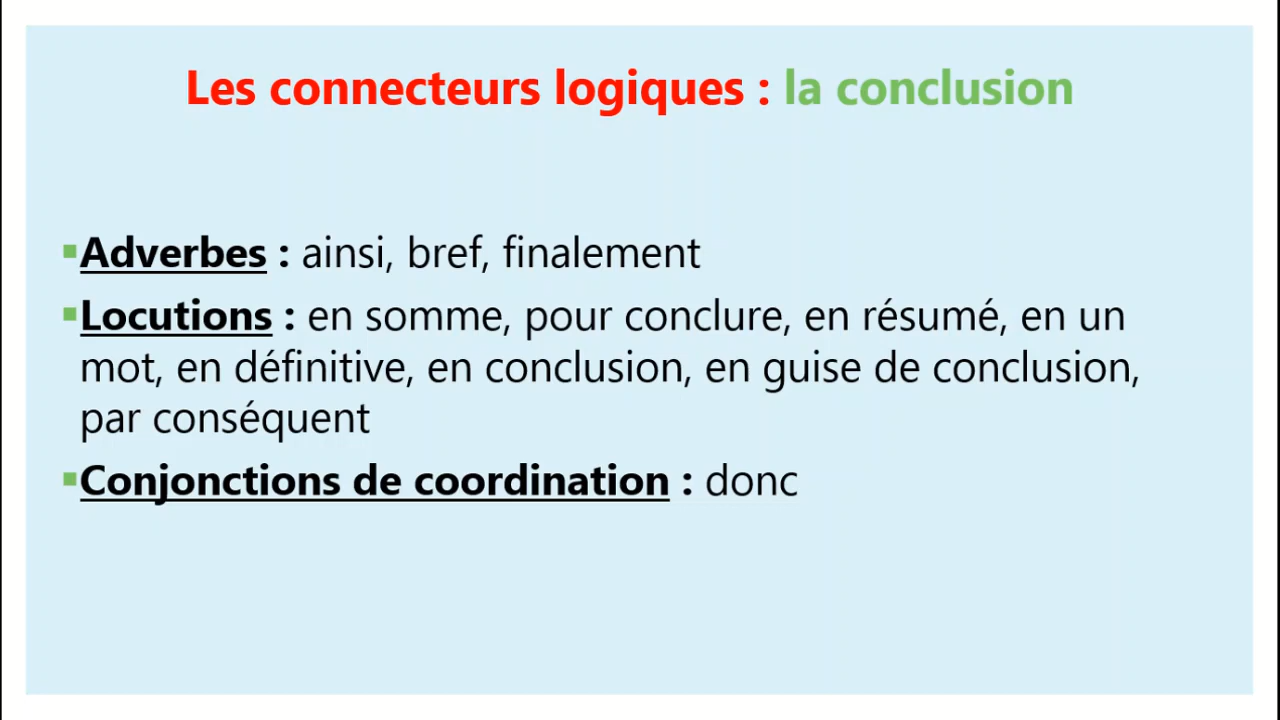 Les connecteurs logiques : la conclusion
▪Adverbes : ainsi, bref, finalement
▪Locutions : en somme, pour conclure, en résumé, en un
mot, en définitive, en conclusion, en guise de conclusion,
par conséquent
▪Conjonctions de coordination : donc